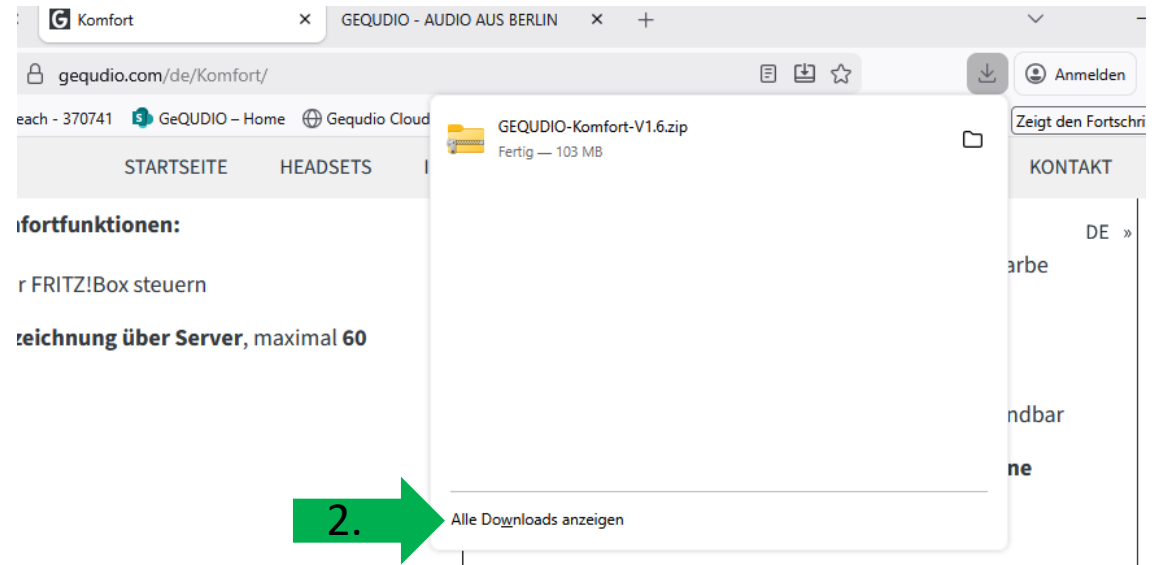 G Komfort
GEQUDIO - AUDIO AUS BERLIN
gequdio.com/de/Komfort/
Anmelden
each - 370741
S GeQUDIO – Home
Gequdio Cloud
GEQUDIO-Komfort-V1.6.zip
Fertig — 103 MB
Zeigt den Fortschri
STARTSEITE
HEADSETS
KONTAKT
fortfunktionen:
DE »
r FRITZ!Box steuern
arbe
zeichnung über Server, maximal 60
ndbar
ne
2.
Alle Downloads anzeigen